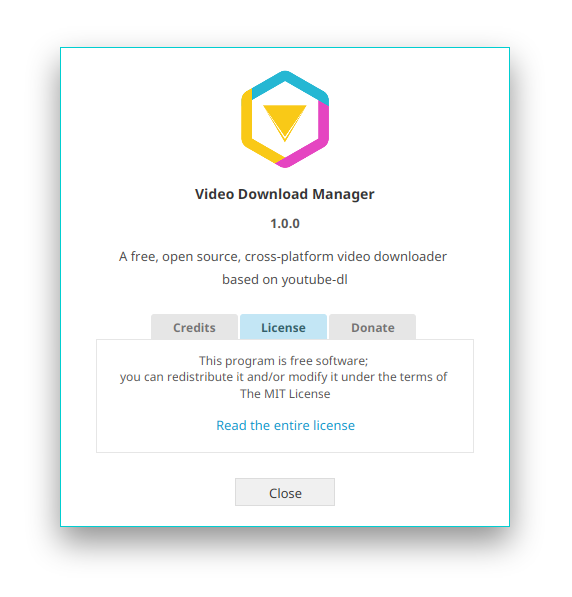 Video Download Manager
1.0.0
A free, open source, cross-platform video downloader
based on youtube-dl
Credits License Donate
This program is free software;
you can redistribute it and/or modify it under the terms of
The MIT License
Read the entire license
Close